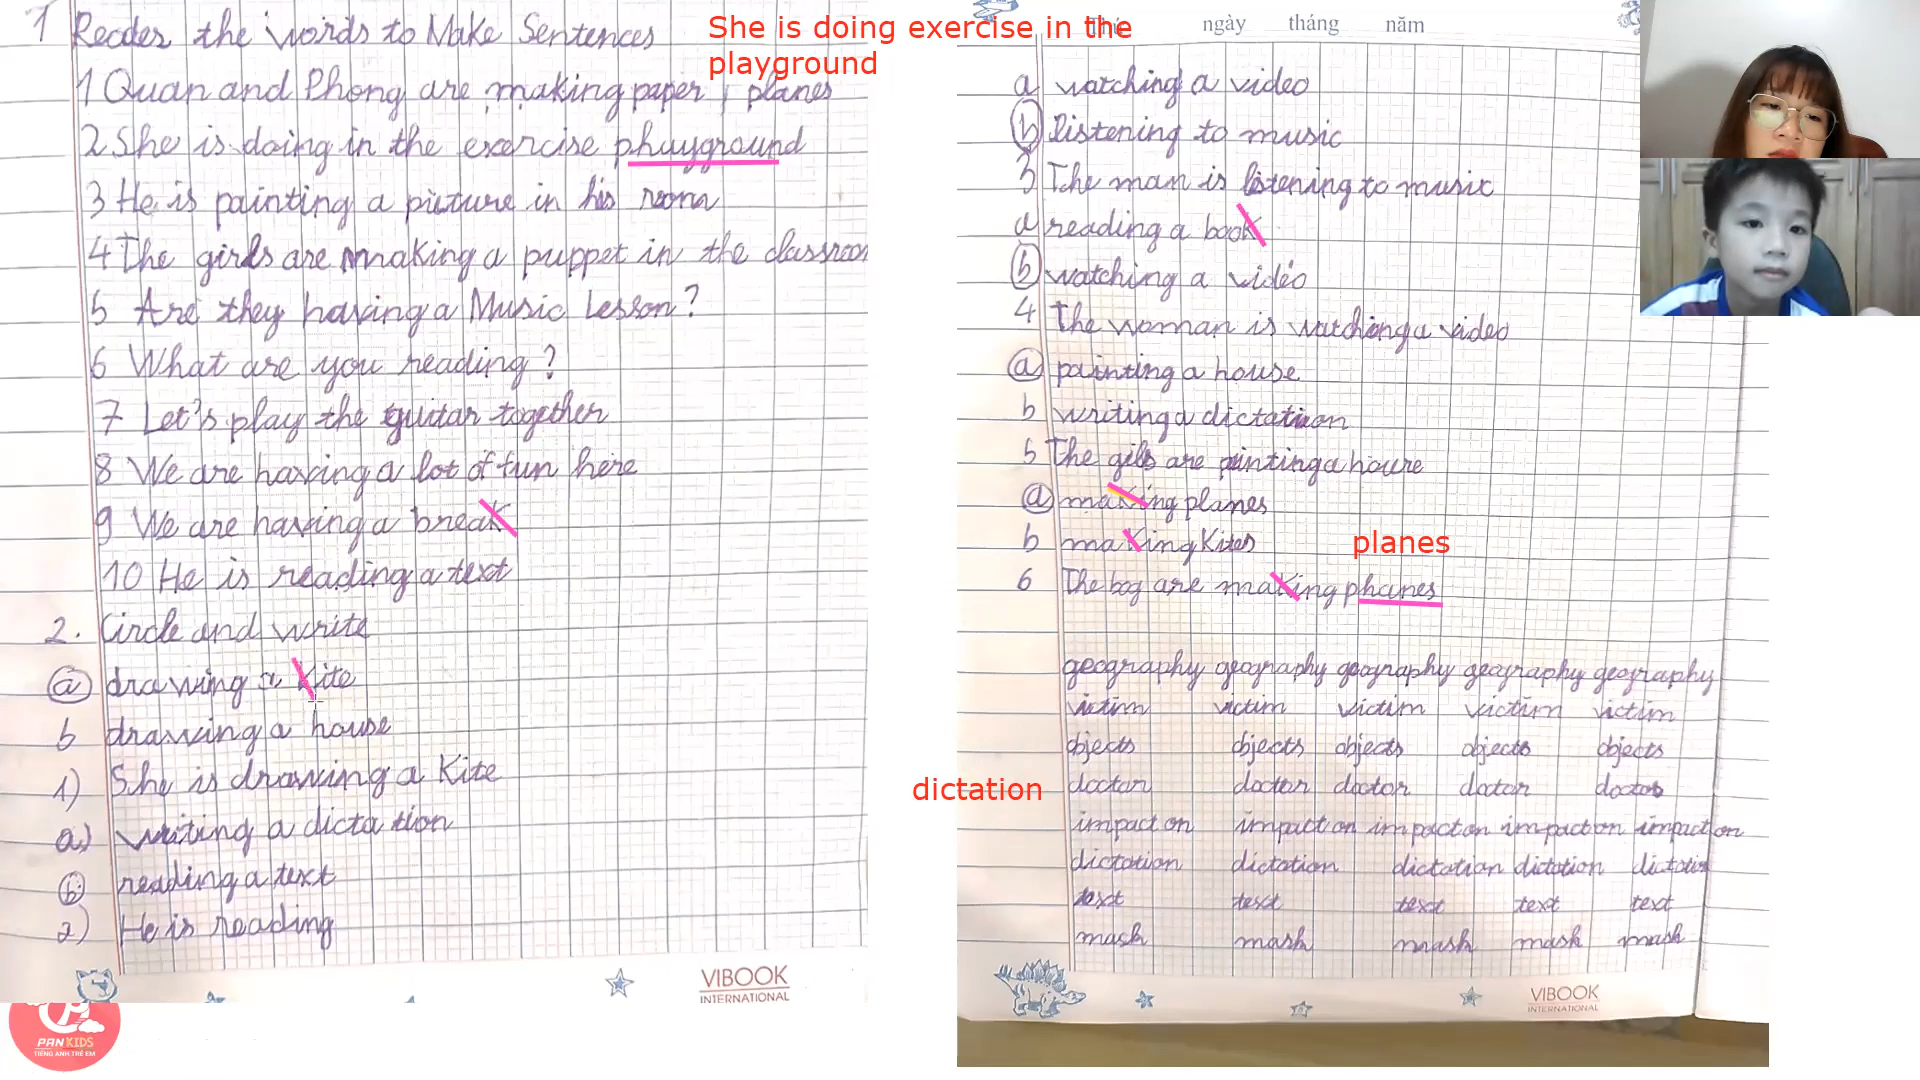 She is doing exercise in the
playground
1 Reoder the words to Make Sentences
1 Quan and Phong are making paper planes
2 She is doing in the exercise phayground
3 He is painting a picture in his room
4 The girls are making a puppet in the classroom
5 Are they having a Music Lesson?
6 What are you reading?
7 Let's play the guitar together
8 We are having a lot of fun here
9 We are having a break
10 He is reading a text
2. Circle and write
a drawing a kite
b drawing a house
1) She is drawing a Kite
a) writing a dictation
b reading a text
2) He is reading
VIBOOK
INTERNATIONAL
PANKIDS
TIẾNG ANH TRẺ EM
ngày tháng năm
a watching a video
b Listening to music
3 The man is listening to music
a reading a book
b watching a video
4 The woman is watching a video
a painting a house
b writing a dictation
5 The gils are painting a houre
a making planes
b making Kites
planes
6 The bog are making phanes
geography geography geography geography geography
victim victim victim victim victim
objects objects objects objects objects
dictation
doctor doctor doctor doctor doctor
impact on impact on impact on impact on impact on
dictation dictation dictation dictation dictation
text text text text text
mask mask mask mask mask
VIBOOK
INTERNATIONAL